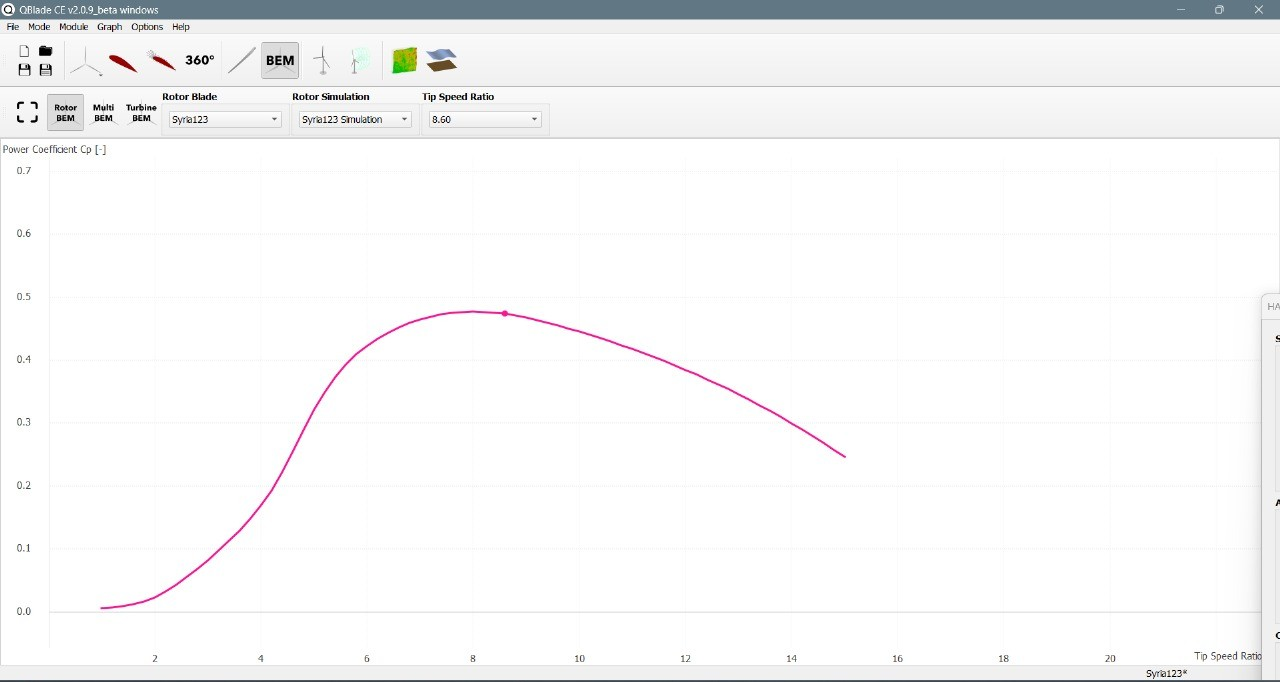 QBlade CE v2.0.9_beta windows
File Mode Module Graph Options Help
360°
BEM
Rotor Blade Rotor Simulation Tip Speed Ratio
Rotor BEM
Multi BEM
Turbine BEM
Syria123 Syria123 Simulation 8.60
Power Coefficient Cp [-]
0.7
0.6
0.5
0.4
0.3
0.2
0.1
0.0
2 4 6 8 10 12 14 16 18 20
Tip Speed Ratio
HA
S
A
Syria123*